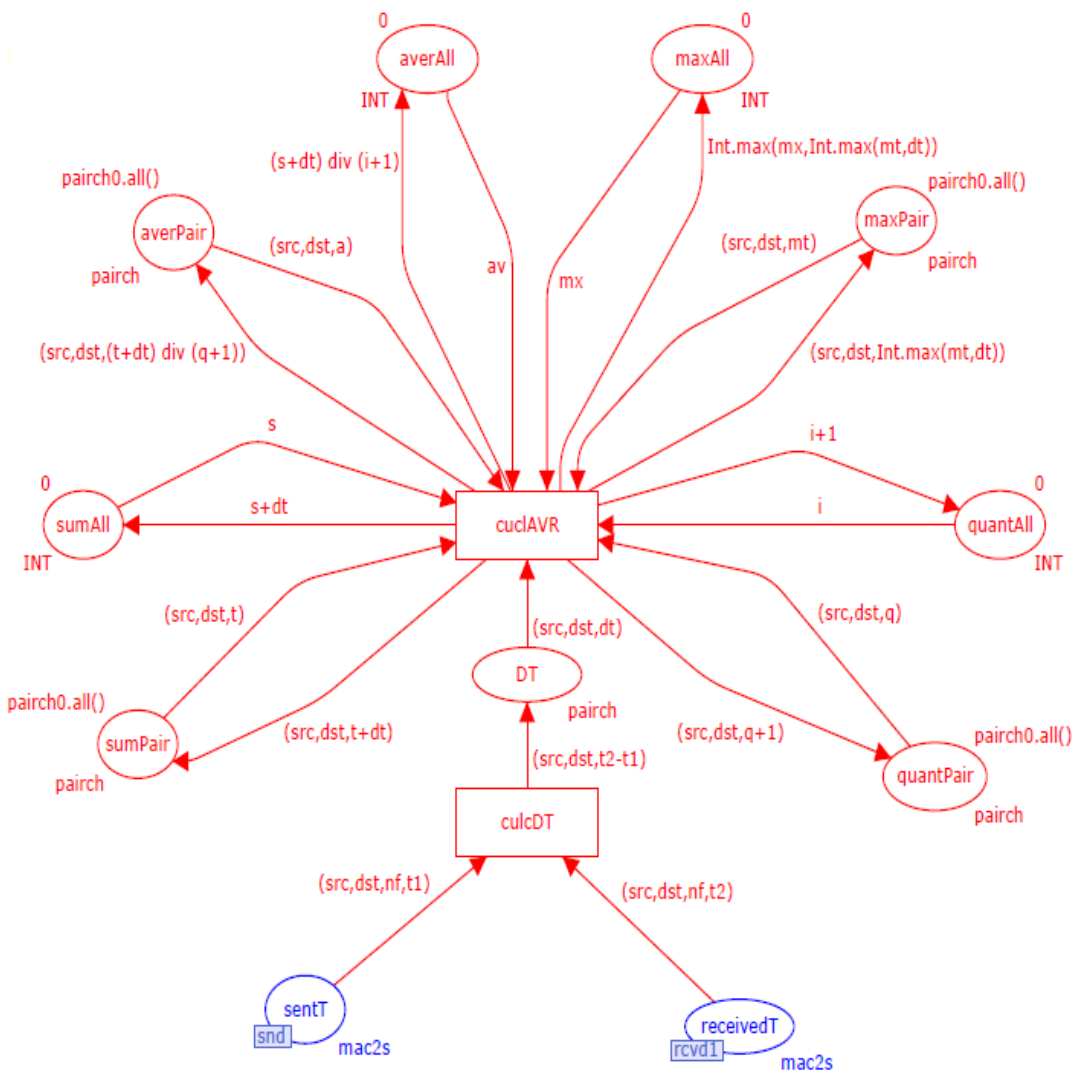 0
0
averAll
maxAll
INT
INT
(s+dt) div (i+1)
Int.max(mx,Int.max(mt,dt))
pairch0.all()
pairch0.all()
averPair
maxPair
(src,dst,a)
(src,dst,mt)
pairch
pairch
av
mx
(src,dst,(t+dt) div (q+1))
(src,dst,Int.max(mt,dt))
s
i+1
0
0
sumAll
s+dt
cuclAVR
i
quantAll
INT
INT
(src,dst,t)
(src,dst,q)
(src,dst,dt)
DT
pairch
pairch0.all()
(src,dst,t+dt)
(src,dst,q+1)
pairch0.all()
sumPair
(src,dst,t2-t1)
quantPair
pairch
pairch
culcDT
(src,dst,nf,t1)
(src,dst,nf,t2)
sentT
receivedT
snd
mac2s
rcvd1
mac2s